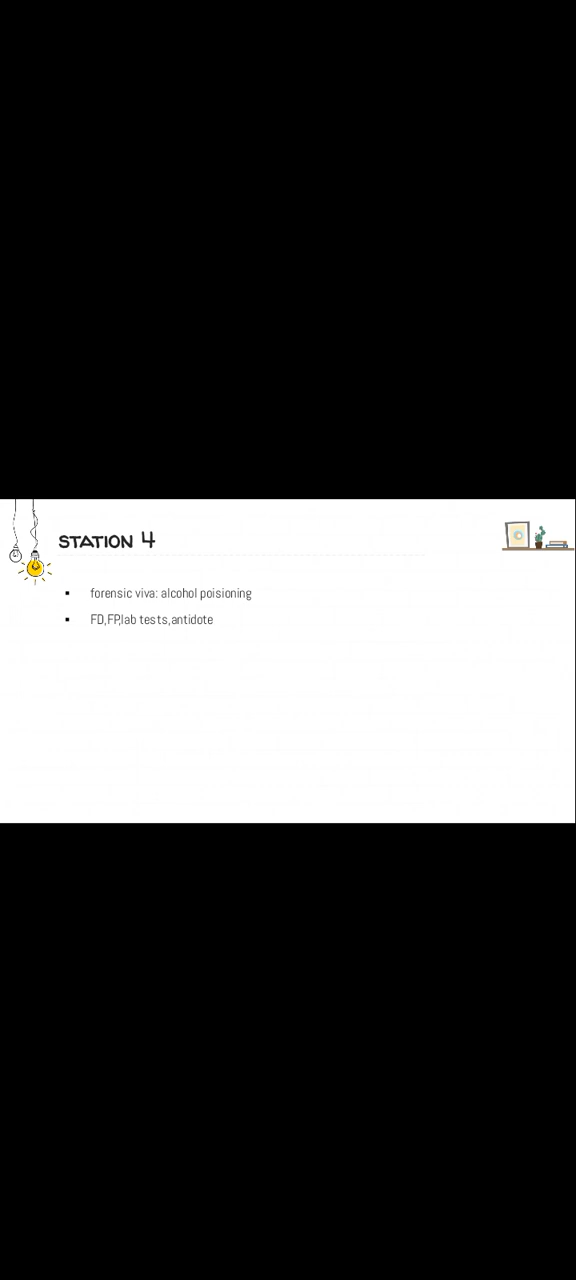 STATION 4
forensic viva: alcohol poisioning
FD,FP,lab tests,antidote